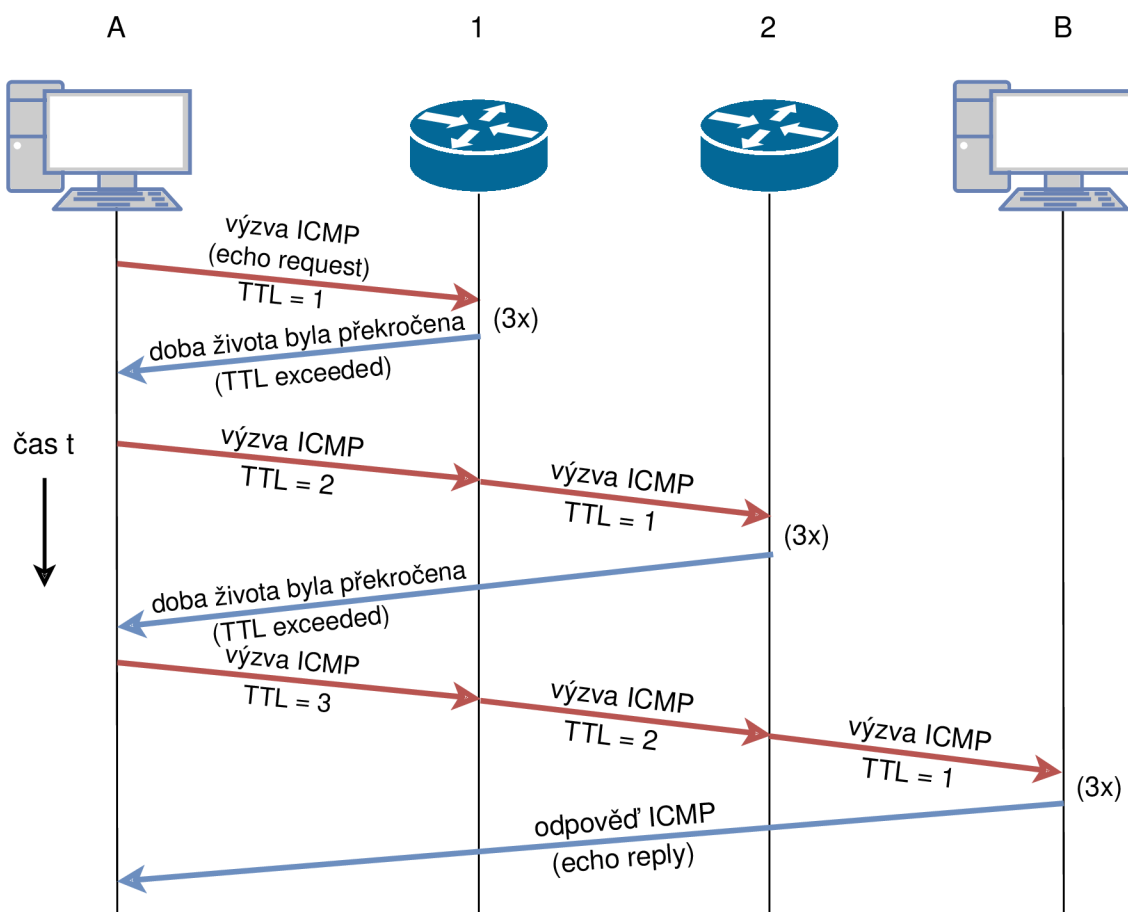 A
1
2
B
výzva ICMP
(echo request)
TTL = 1
(3x)
doba života byla překročena
(TTL exceeded)
čas t
výzva ICMP
TTL = 2
výzva ICMP
TTL = 1
(3x)
doba života byla překročena
(TTL exceeded)
výzva ICMP
TTL = 3
výzva ICMP
TTL = 2
výzva ICMP
TTL = 1
(3x)
odpověď ICMP
(echo reply)